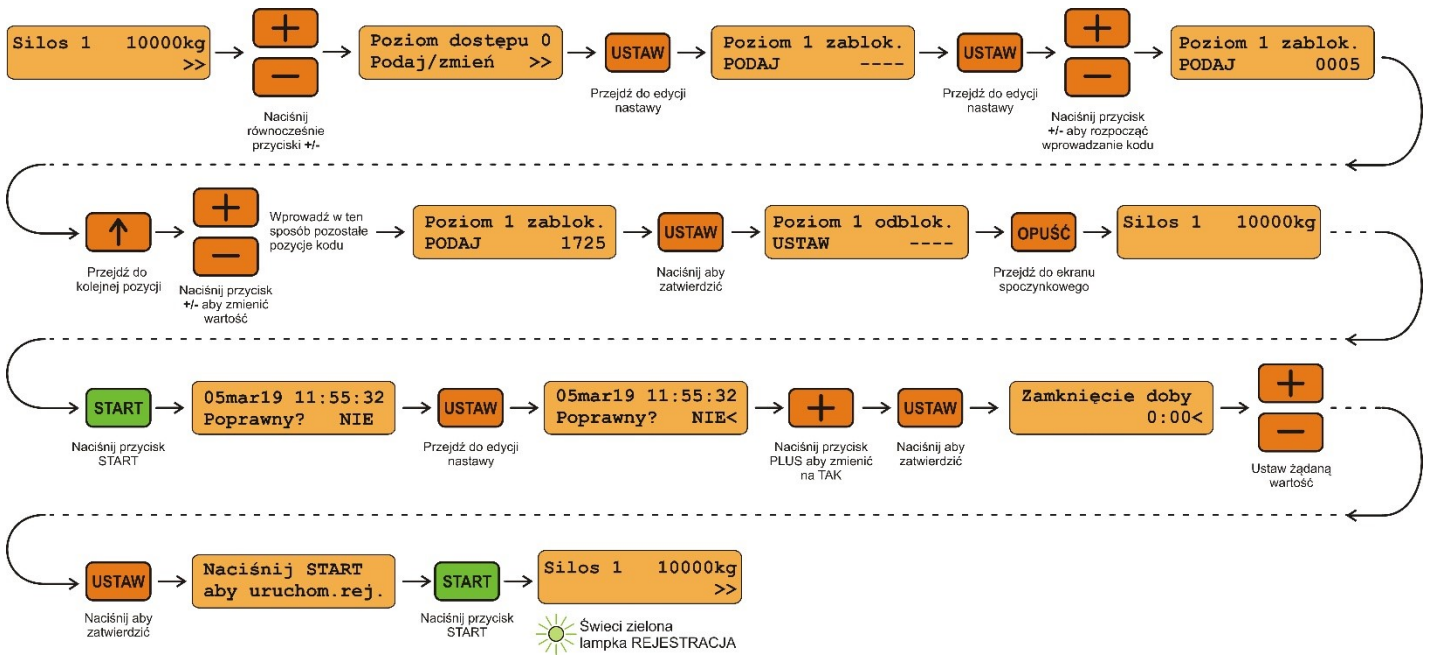 Silos 1 10000kg
>>
+
−
Naciśnij
równocześnie
przyciski +/-
Poziom dostępu 0
Podaj/zmień >>
USTAW
Przejdź do edycji
nastawy
Poziom 1 zablok.
PODAJ ----
USTAW
Przejdź do edycji
nastawy
+
−
Naciśnij przycisk
+/- aby rozpocząć
wprowadzanie kodu
Poziom 1 zablok.
PODAJ 0005
↑
Przejdź do
kolejnej pozycji
+
−
Naciśnij przycisk
+/- aby zmienić
wartość
Wprowadź w ten
sposób pozostałe
pozycje kodu
Poziom 1 zablok.
PODAJ 1725
USTAW
Naciśnij aby
zatwierdzić
Poziom 1 odblok.
USTAW ----
OPUŚĆ
Przejdź do ekranu
spoczynkowego
Silos 1 10000kg
START
Naciśnij przycisk
START
05mar19 11:55:32
Poprawny? NIE
USTAW
Przejdź do edycji
nastawy
05mar19 11:55:32
Poprawny? NIE<
+
Naciśnij przycisk
PLUS aby zmienić
na TAK
USTAW
Naciśnij aby
zatwierdzić
Zamknięcie doby
0:00<
+
−
Ustaw żądaną
wartość
USTAW
Naciśnij aby
zatwierdzić
Naciśnij START
aby uruchom.rej.
START
Naciśnij przycisk
START
Silos 1 10000kg
>>
Świeci zielona
lampka REJESTRACJA